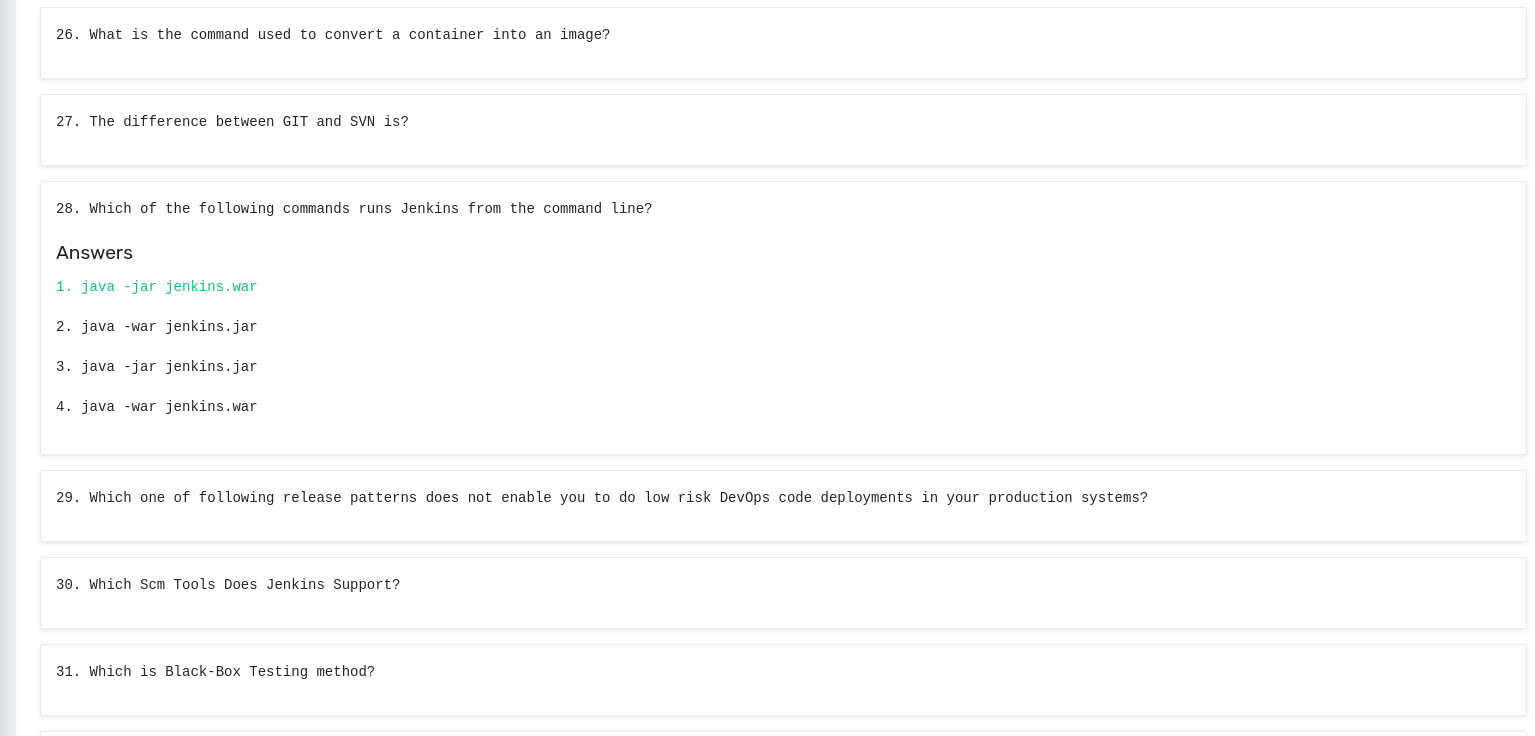 26. What is the command used to convert a container into an image?
27. The difference between GIT and SVN is?
28. Which of the following commands runs Jenkins from the command line?
Answers
1. java -jar jenkins.war
2. java -war jenkins.jar
3. java -jar jenkins.jar
4. java -war jenkins.war
29. Which one of following release patterns does not enable you to do low risk DevOps code deployments in your production systems?
30. Which Scm Tools Does Jenkins Support?
31. Which is Black-Box Testing method?